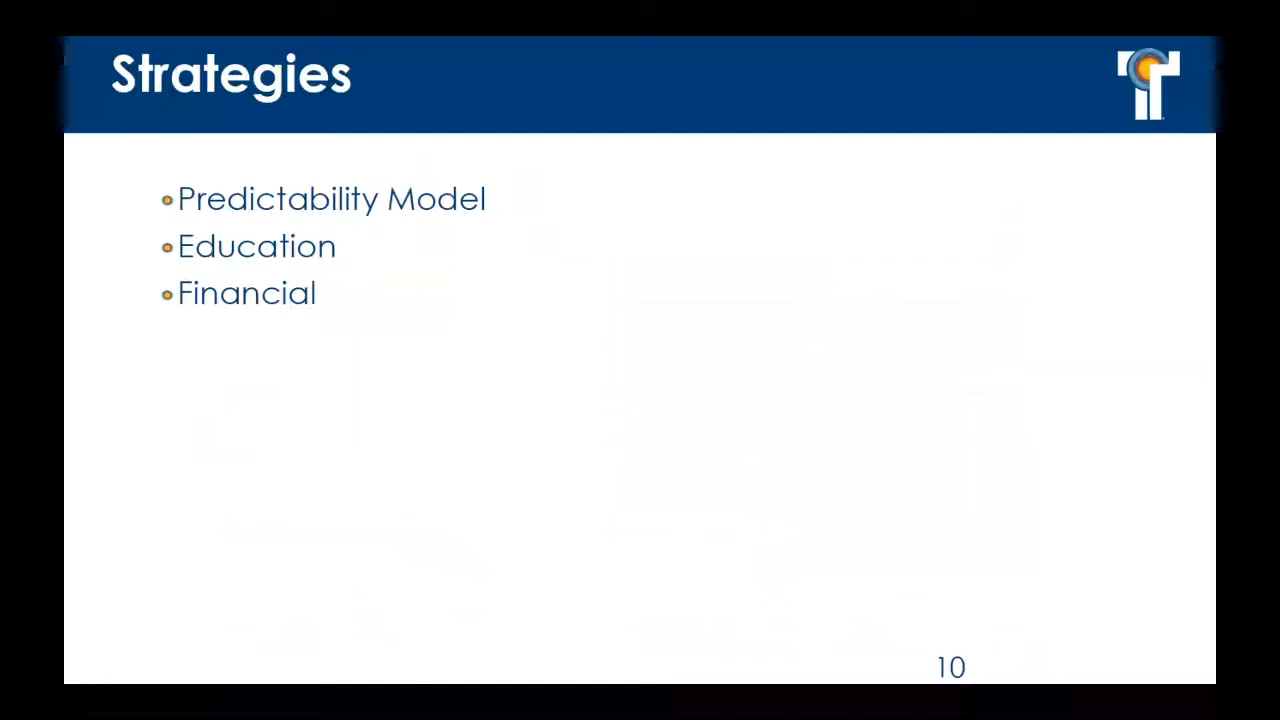 Strategies
Predictability Model
Education
Financial
10